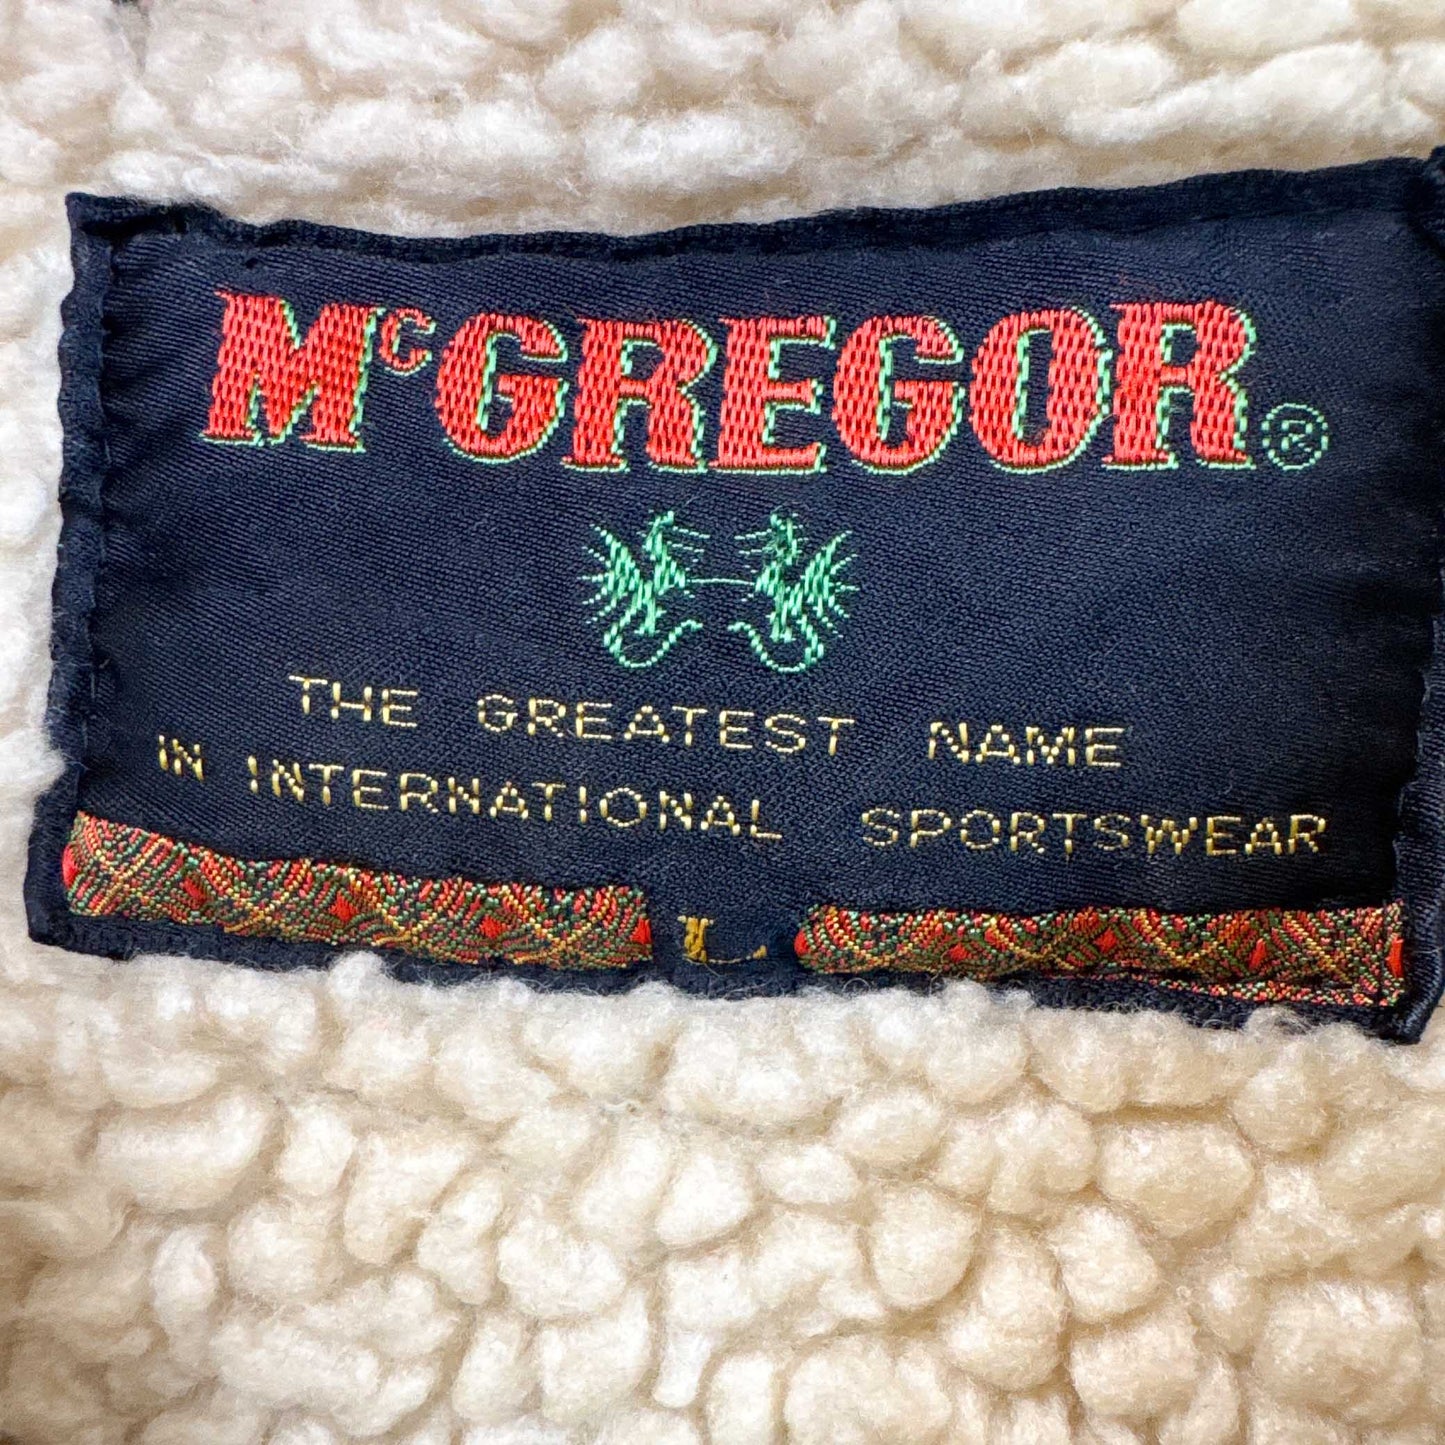 McGREGOR®
THE GREATEST NAME
IN INTERNATIONAL SPORTSWEAR
L